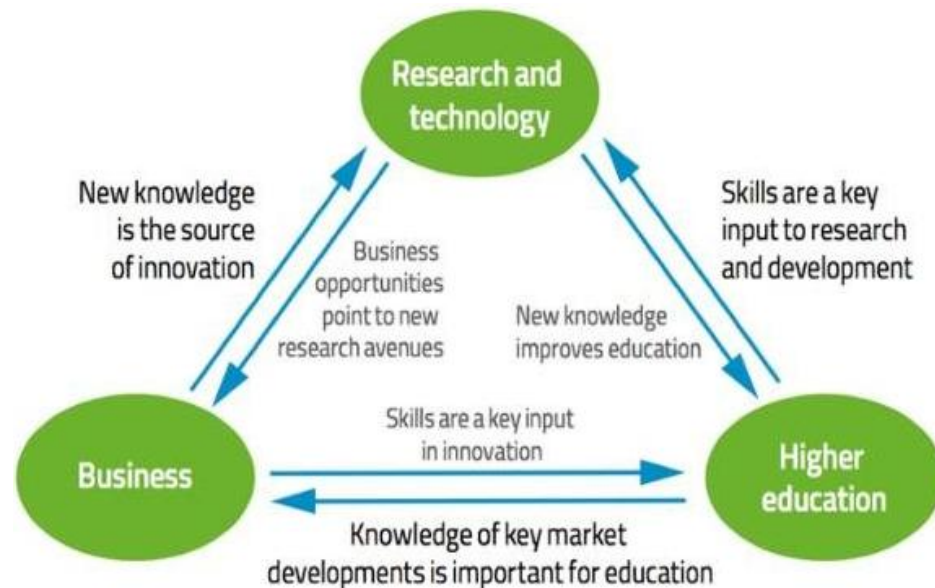 Research and
technology
New knowledge
is the source
of innovation
Business
opportunities
point to new
research avenues
New knowledge
improves education
Skills are a key
input to research
and development
Business
Skills are a key input
in innovation
Higher
education
Knowledge of key market
developments is important for education